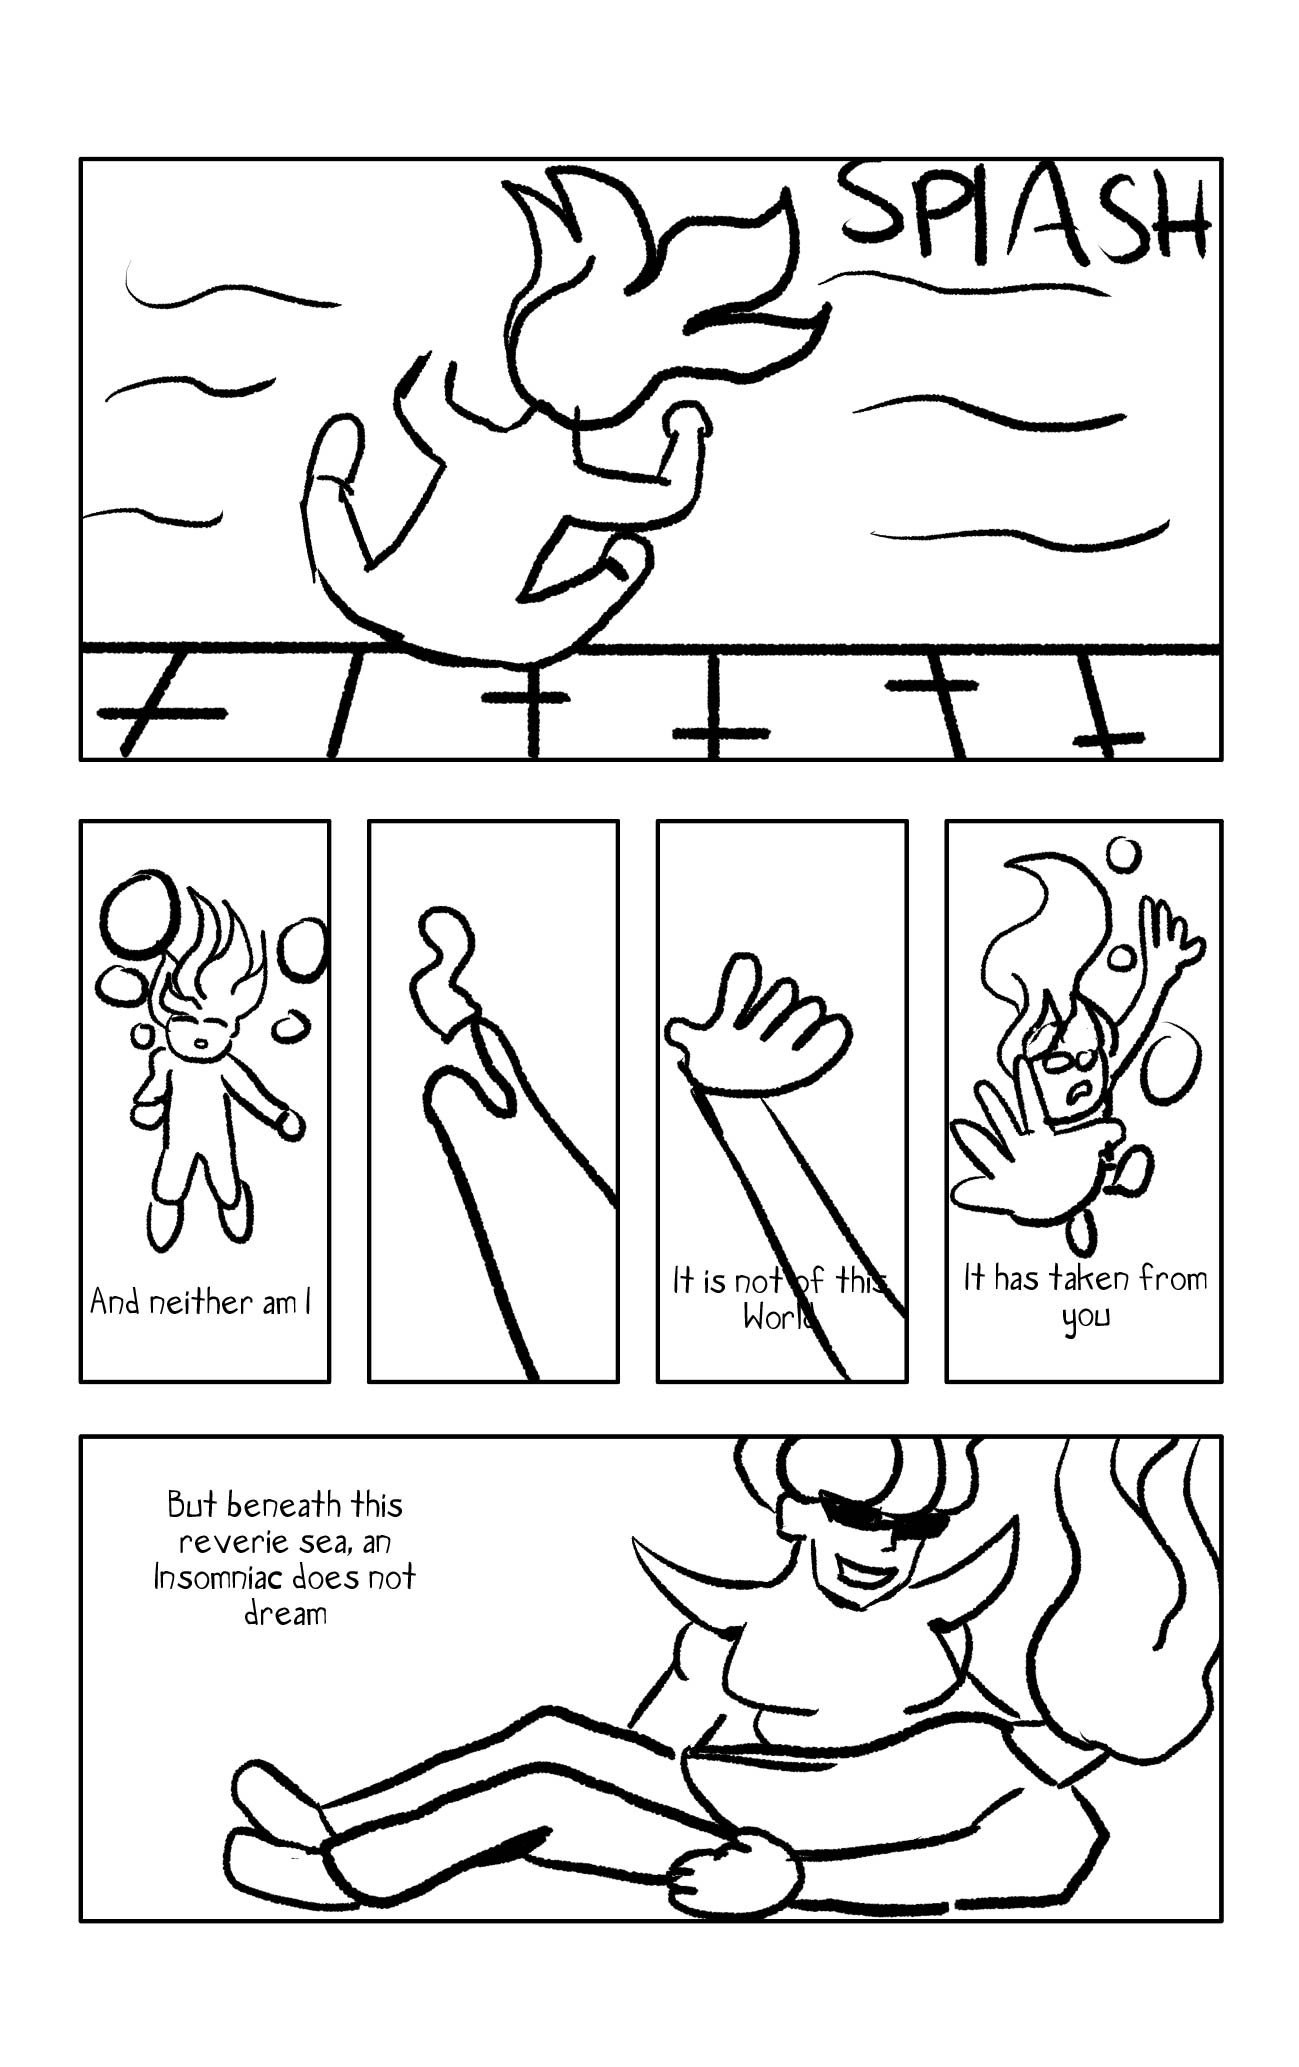 SPLASH
And neither am I
It is not of this
World
It has taken from
you
But beneath this
reverie sea, an
Insomniac does not
dream